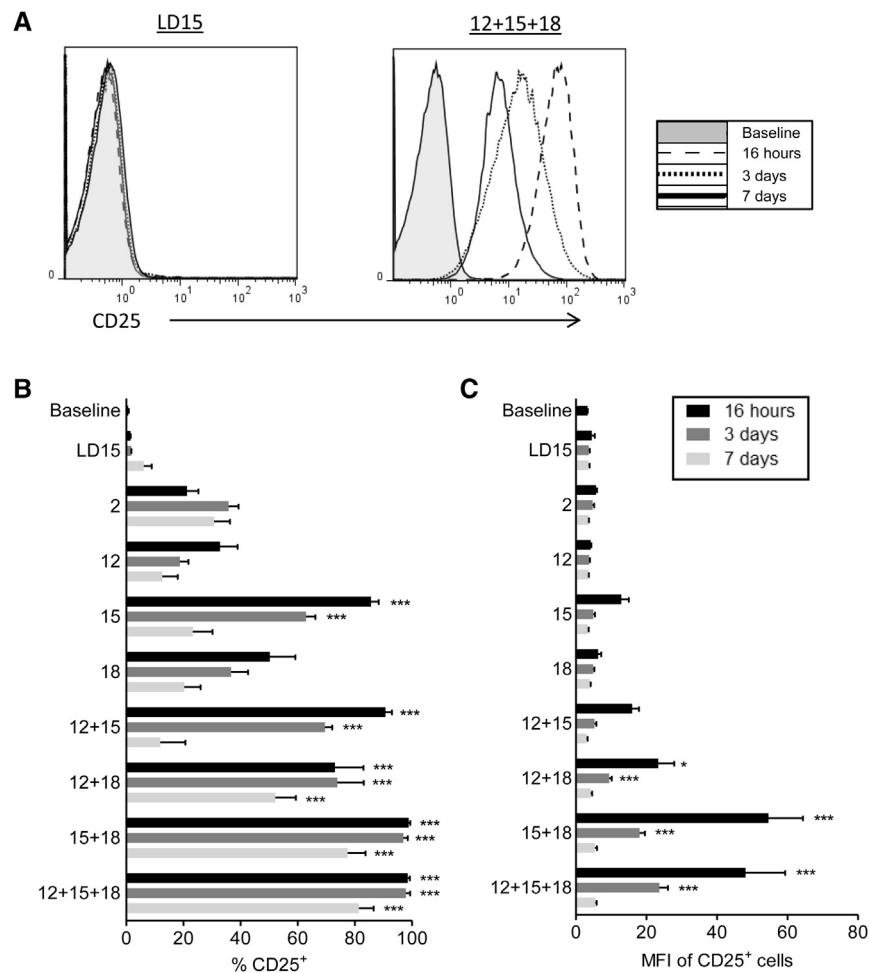 A
LD15
12+15+18
0
10⁰ 10¹ 10² 10³
0
10⁰ 10¹ 10² 10³
CD25
Baseline
16 hours
3 days
7 days
B
Baseline
LD15
2
12
15
18
12+15
12+18
15+18
12+15+18
***
***
***
***
***
***
***
***
***
***
***
***
***
0 20 40 60 80 100
% CD25⁺
C
16 hours
3 days
7 days
Baseline
LD15
2
12
15
18
12+15
12+18
15+18
12+15+18
*
***
***
***
***
***
0 20 40 60 80
MFI of CD25⁺ cells